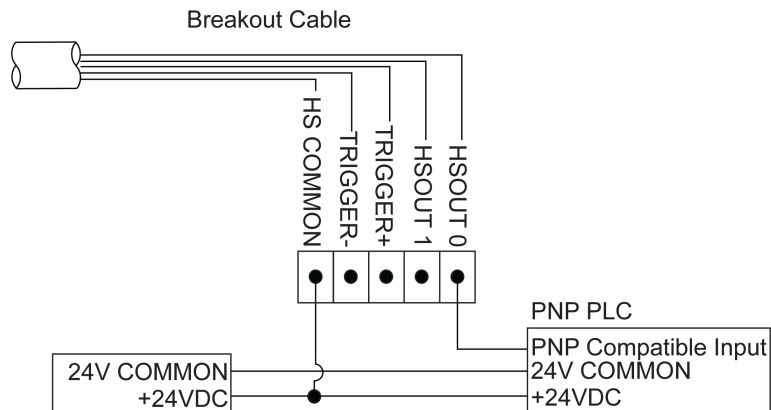 Breakout Cable
HS COMMON
TRIGGER-
TRIGGER+
HSOUT 1
HSOUT 0
PNP PLC
PNP Compatible Input
24V COMMON
+24VDC
24V COMMON
+24VDC